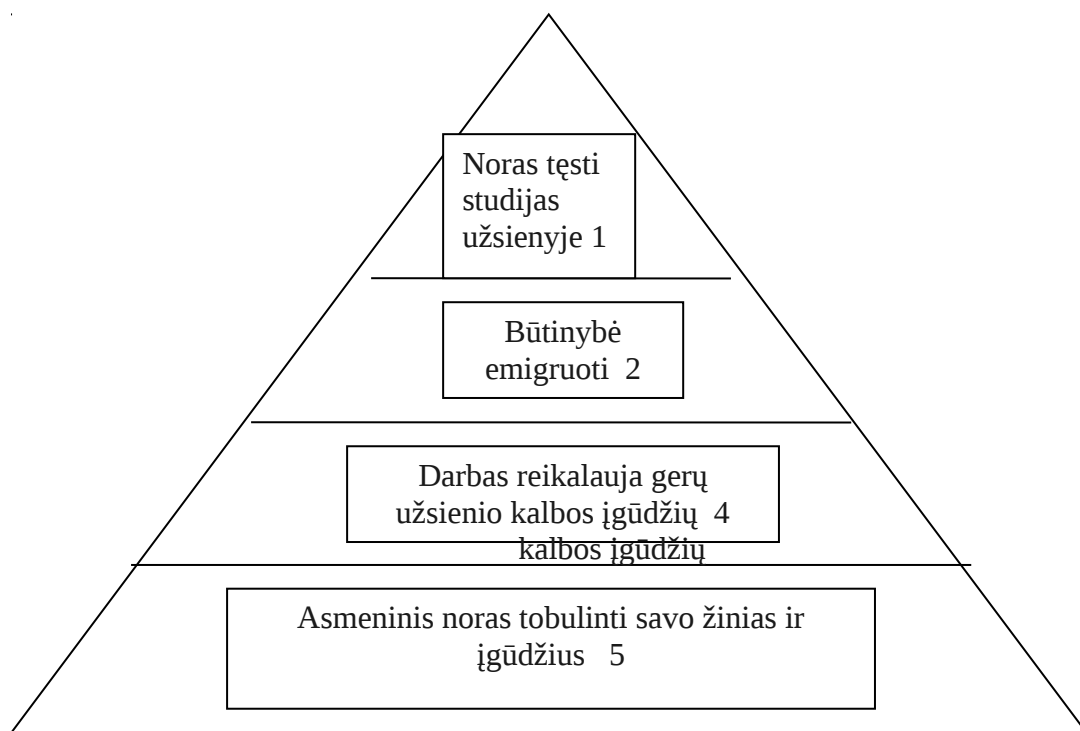 Noras tęsti
studijas
užsienyje 1
Būtinybė
emigruoti  2
Darbas reikalauja gerų
užsienio kalbos įgūdžių  4
kalbos įgūdžių
Asmeninis noras tobulinti savo žinias ir
įgūdžius   5